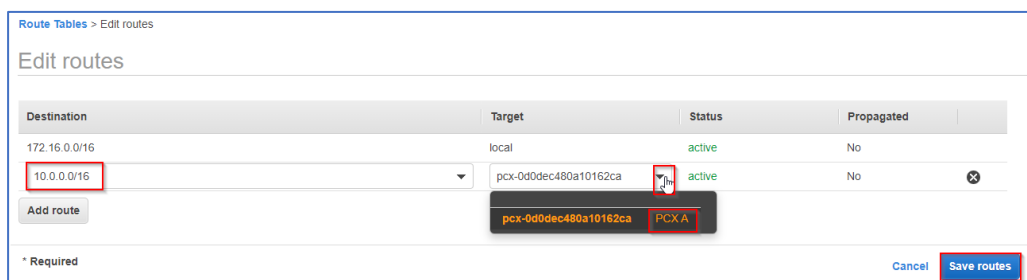 Route Tables > Edit routes
Edit routes
Destination Target Status Propagated
172.16.0.0/16 local active No
10.0.0.0/16 pcx-0d0dec480a10162ca active No
Add route
pcx-0d0dec480a10162ca PCX A
* Required
Cancel Save routes